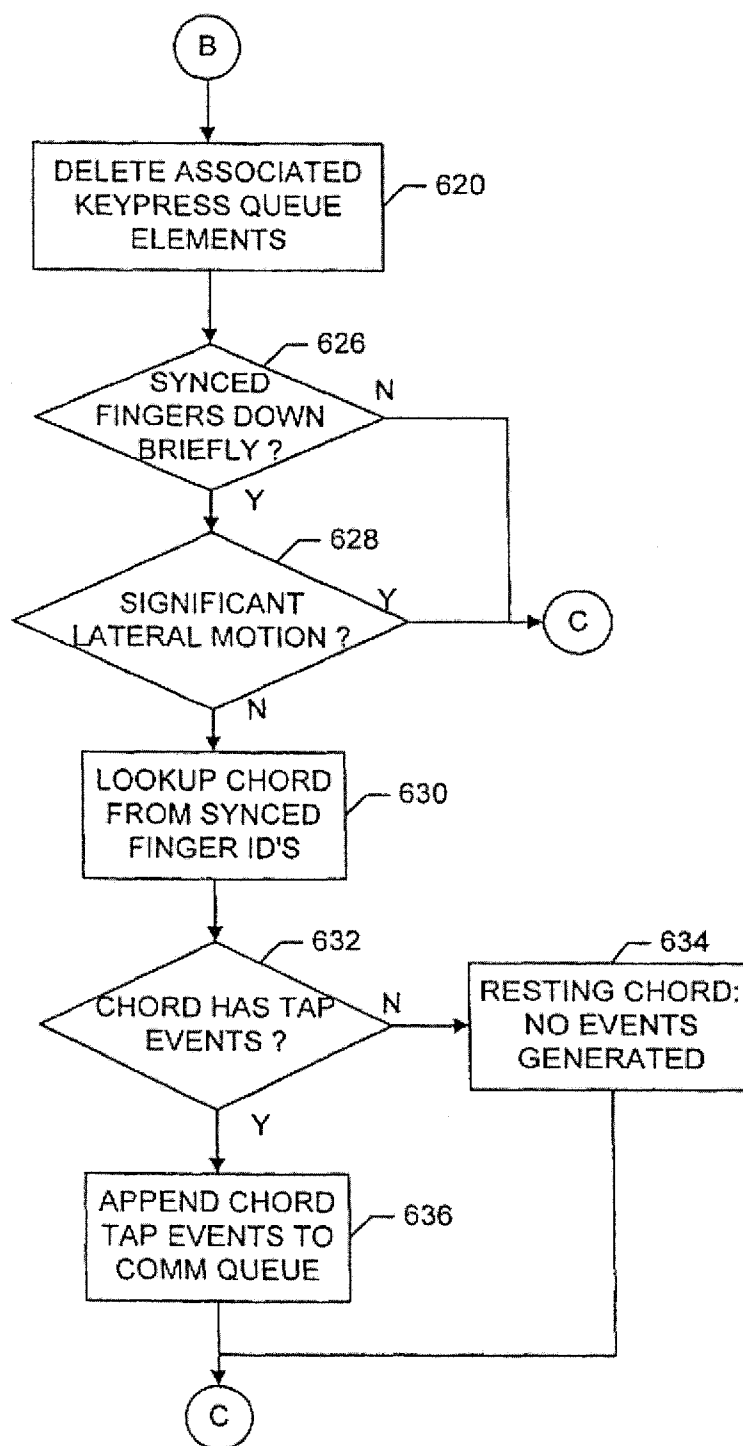 B
DELETE ASSOCIATED
KEYPRESS QUEUE
ELEMENTS
620
626
SYNCED
FINGERS DOWN
BRIEFLY ?
N
Y
628
SIGNIFICANT
LATERAL MOTION ?
Y
C
N
LOOKUP CHORD
FROM SYNCED
FINGER ID'S
630
632
CHORD HAS TAP
EVENTS ?
N
634
RESTING CHORD:
NO EVENTS
GENERATED
Y
APPEND CHORD
TAP EVENTS TO
COMM QUEUE
636
C